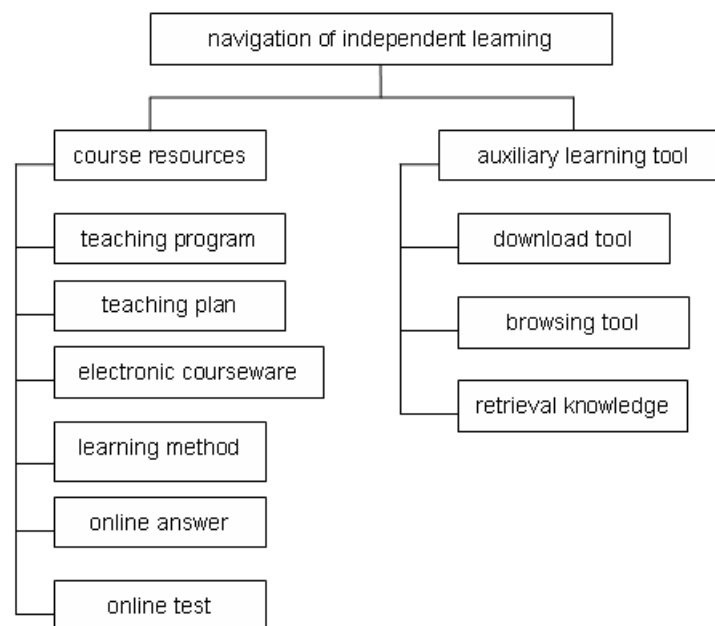 navigation of independent learning
course resources
auxiliary learning tool
teaching program
download tool
teaching plan
browsing tool
electronic courseware
retrieval knowledge
learning method
online answer
online test